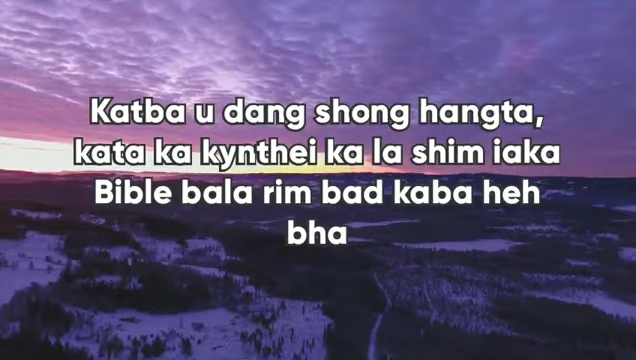 Katba u dang shong hangta,
kata ka kynthei ka la shim iaka
Bible bala rim bad kaba heh
bha